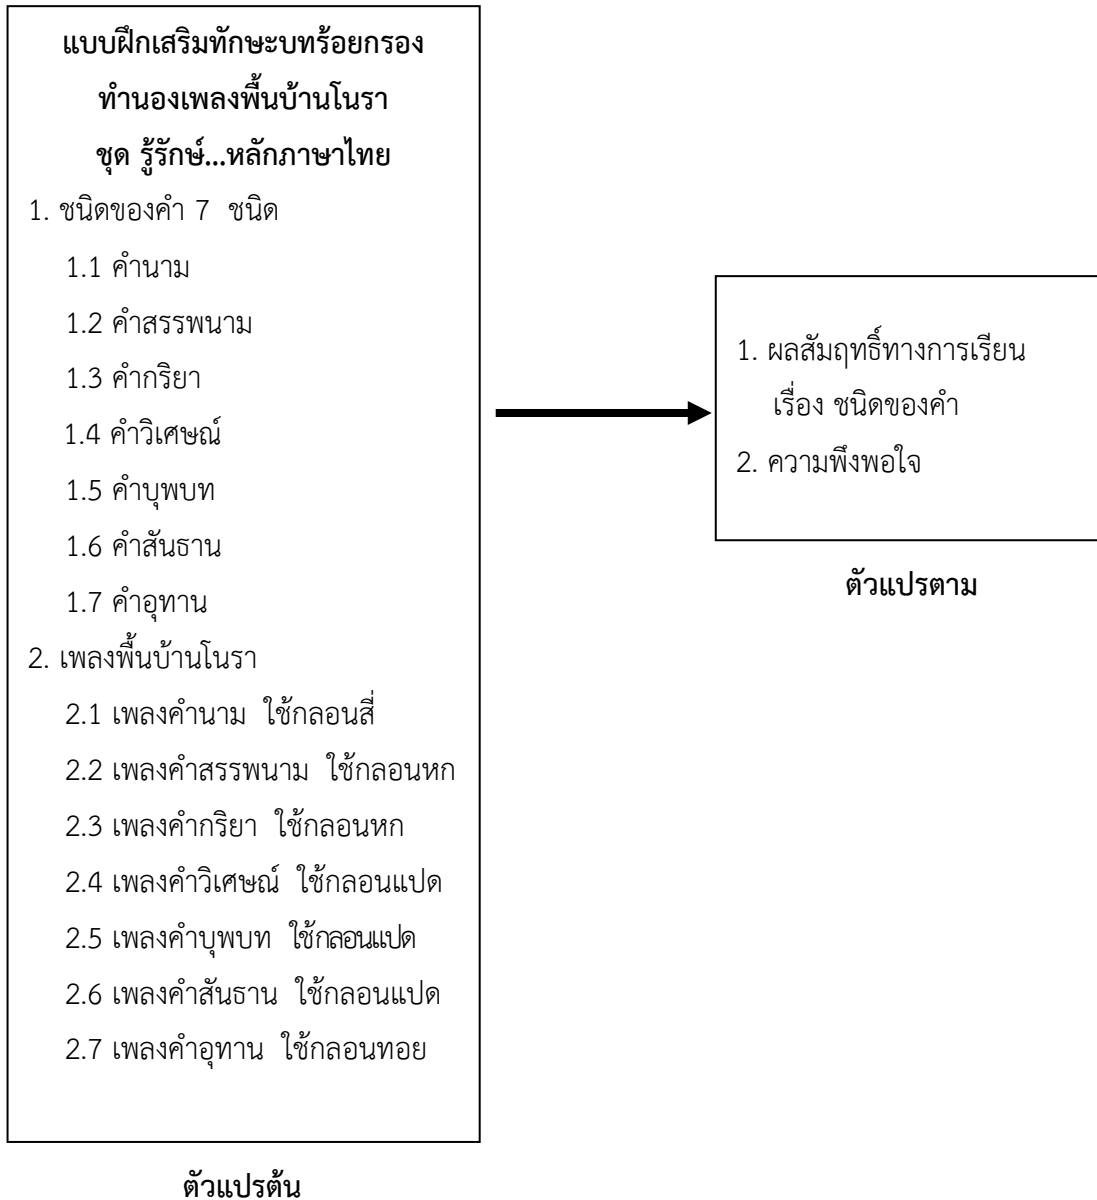 แบบฝึกเสริมทักษะบทร้อยกรอง
ทำนองเพลงพื้นบ้านโนรา
ชุด รู้รักษ์...หลักภาษาไทย
1. ชนิดของคำ 7 ชนิด
1.1 คำนาม
1.2 คำสรรพนาม
1.3 คำกริยา
1.4 คำวิเศษณ์
1.5 คำบุพบท
1.6 คำสันธาน
1.7 คำอุทาน
2. เพลงพื้นบ้านโนรา
2.1 เพลงคำนาม ใช้กลอนสี่
2.2 เพลงคำสรรพนาม ใช้กลอนหก
2.3 เพลงคำกริยา ใช้กลอนหก
2.4 เพลงคำวิเศษณ์ ใช้กลอนแปด
2.5 เพลงคำบุพบท ใช้กลอนแปด
2.6 เพลงคำสันธาน ใช้กลอนแปด
2.7 เพลงคำอุทาน ใช้กลอนทอย
ตัวแปรต้น
1. ผลสัมฤทธิ์ทางการเรียน
เรื่อง ชนิดของคำ
2. ความพึงพอใจ
ตัวแปรตาม